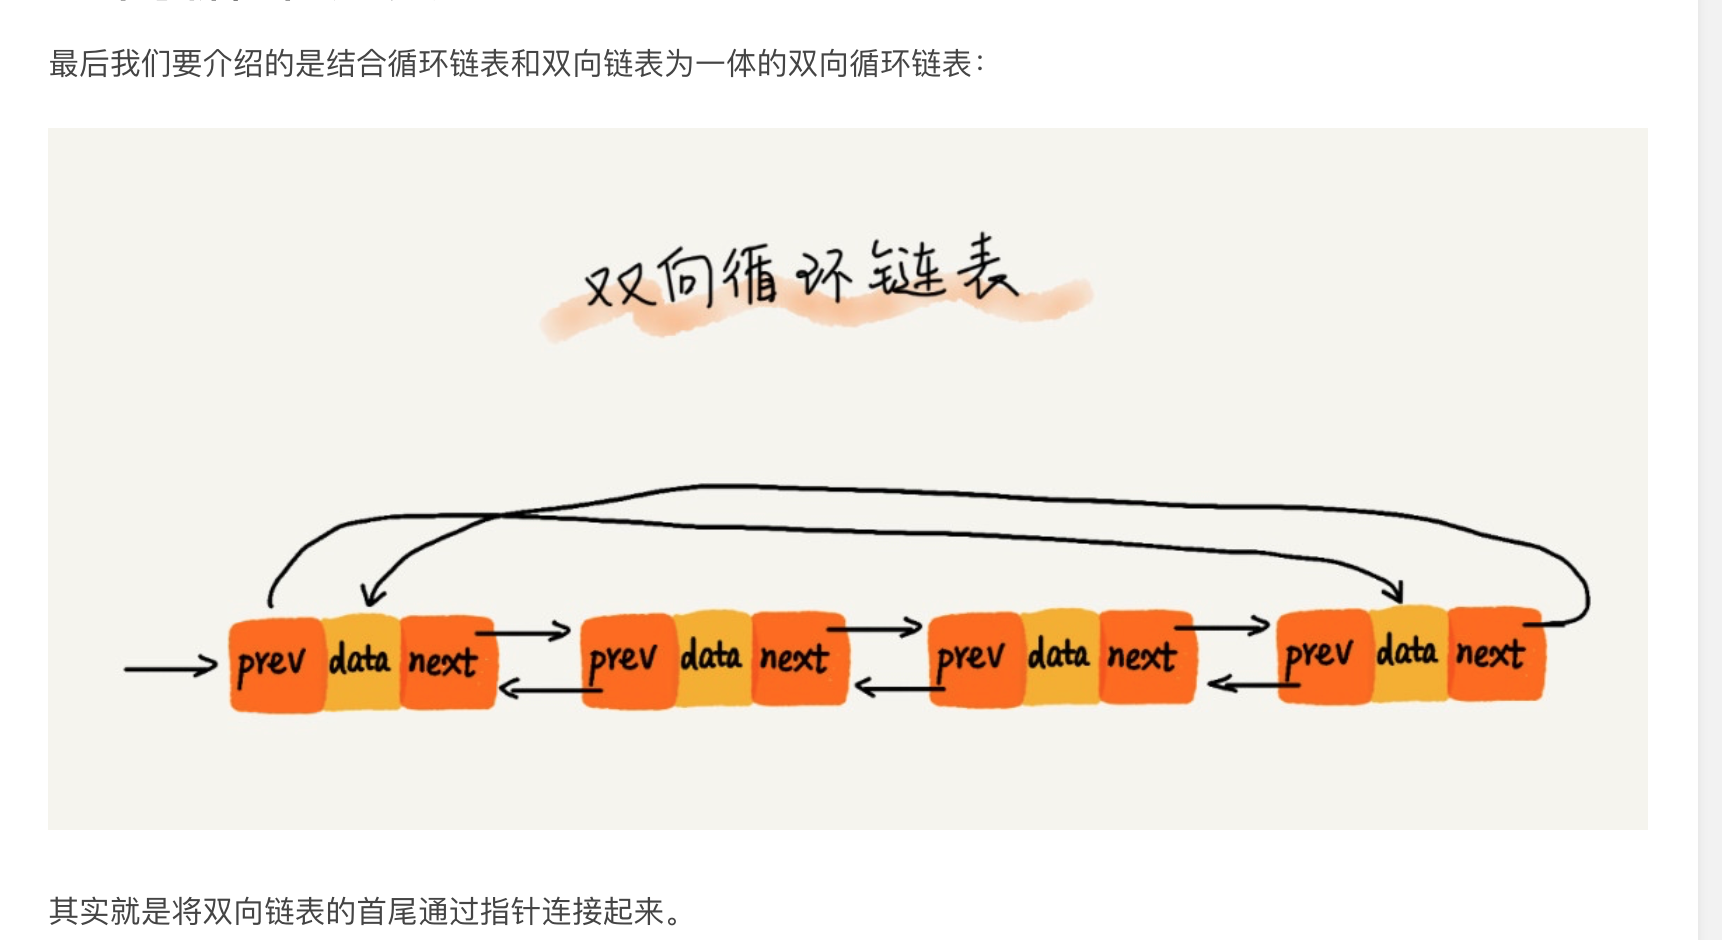 最后我们要介绍的是结合循环链表和双向链表为一体的双向循环链表：
双向循环链表
prev data next prev data next prev data next prev data next
其实就是将双向链表的首尾通过指针连接起来。